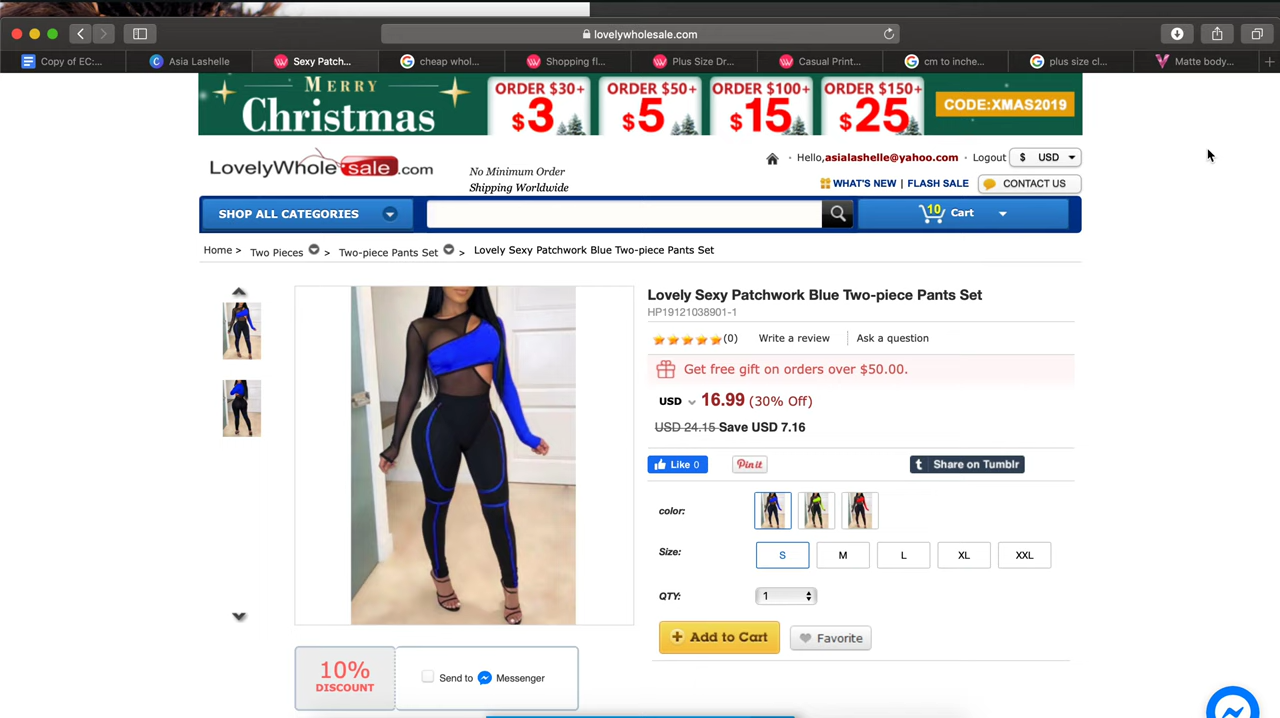 lovelywholesale.com
Copy of EC:...
Asia Lashelle
Sexy Patch...
cheap whol...
Shopping fl...
Plus Size Dr...
Casual Print...
cm to inche...
plus size cl...
Matte body...
MERRY
Christmas
ORDER $30+
$3
ORDER $50+
$5
ORDER $100+
$15
ORDER $150+
$25
CODE:XMAS2019
LovelyWholesale.com
No Minimum Order
Shipping Worldwide
Hello,asialashelle@yahoo.com
Logout
$ USD
WHAT'S NEW | FLASH SALE
CONTACT US
SHOP ALL CATEGORIES
10 Cart
Home > Two Pieces > Two-piece Pants Set > Lovely Sexy Patchwork Blue Two-piece Pants Set
Lovely Sexy Patchwork Blue Two-piece Pants Set
HP19121038901-1
(0) Write a review Ask a question
Get free gift on orders over $50.00.
USD 16.99 (30% Off)
USD 24.15 Save USD 7.16
Like 0
Pin it
t Share on Tumblr
color:
Size: S M L XL XXL
QTY: 1
+ Add to Cart
Favorite
10%
DISCOUNT
Send to Messenger